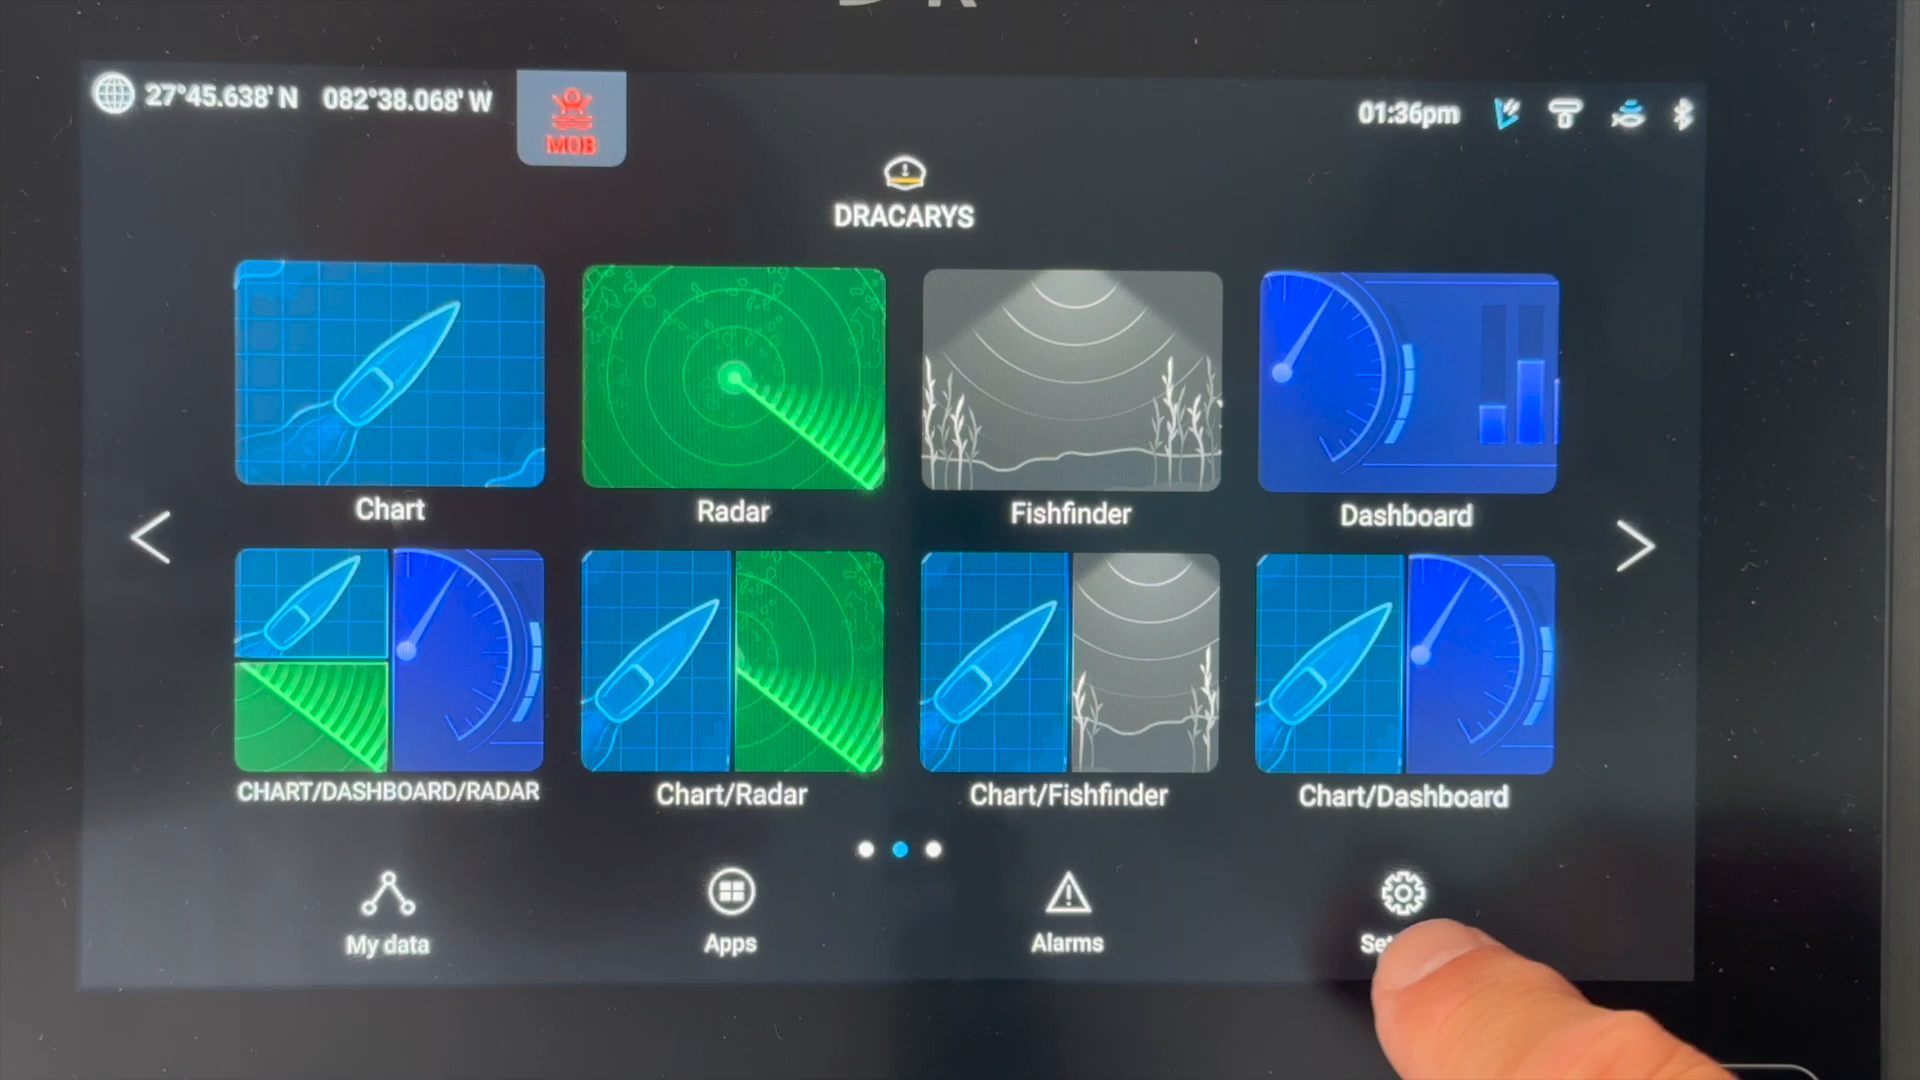 27°45.638' N 082°38.068' W
MOB
01:36pm
DRACARYS
Chart
Radar
Fishfinder
Dashboard
CHART/DASHBOARD/RADAR
Chart/Radar
Chart/Fishfinder
Chart/Dashboard
My data
Apps
Alarms